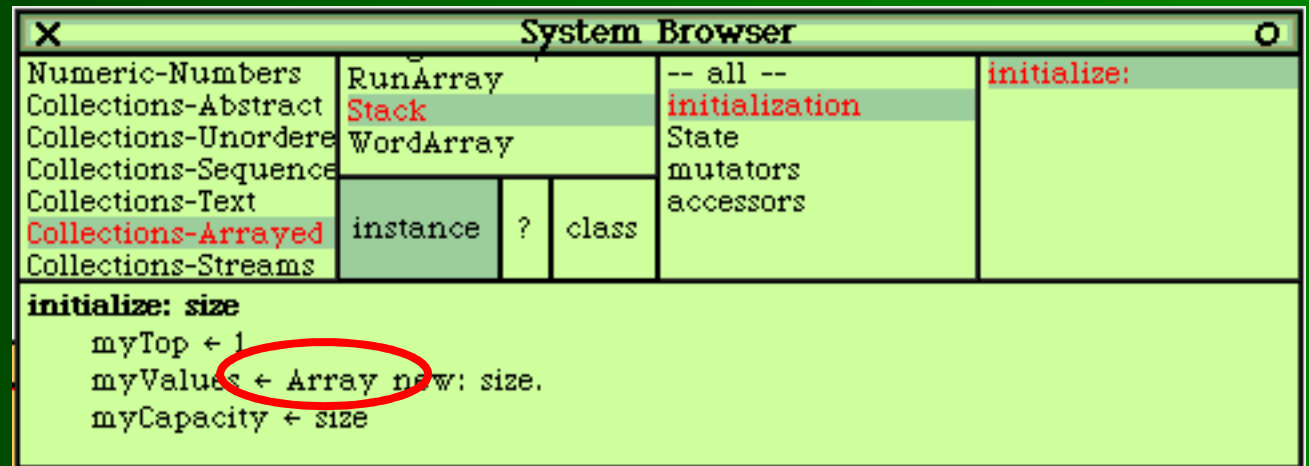 X System Browser O
Numeric-Numbers
Collections-Abstract
Collections-Unordere
Collections-Sequence
Collections-Text
Collections-Arrayed
Collections-Streams
RunArray
Stack
WordArray
instance ? class
-- all --
initialization
State
mutators
accessors
initialize:
initialize: size
myTop ← 1
myValues ← Array new: size.
myCapacity ← size